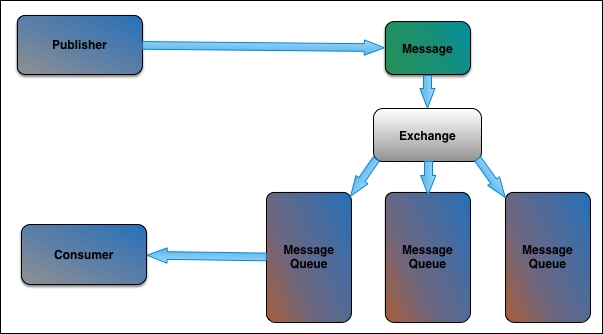 Publisher
Message
Exchange
Message
Queue
Message
Queue
Message
Queue
Consumer